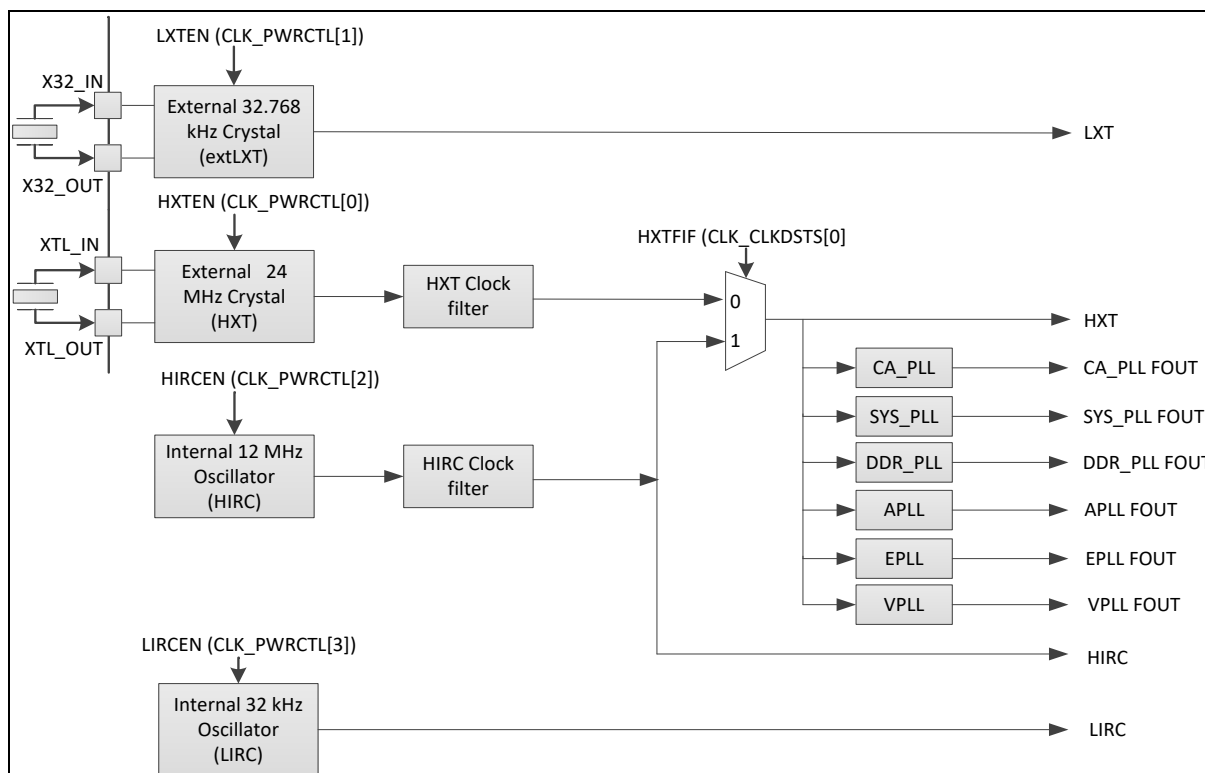 LXTEN (CLK_PWRCTL[1])
X32_IN
External 32.768
kHz Crystal
(extLXT)
LXT
X32_OUT
HXTEN (CLK_PWRCTL[0])
XTL_IN
HXTFIF (CLK_CLKDSTS[0]
External 24
MHz Crystal
(HXT)
HXT Clock
filter
0
HXT
XTL_OUT
1
CA_PLL
CA_PLL FOUT
HIRCEN (CLK_PWRCTL[2])
SYS_PLL
SYS_PLL FOUT
Internal 12 MHz
Oscillator
(HIRC)
HIRC Clock
filter
DDR_PLL
DDR_PLL FOUT
APLL
APLL FOUT
EPLL
EPLL FOUT
VPLL
VPLL FOUT
LIRCEN (CLK_PWRCTL[3])
HIRC
Internal 32 kHz
Oscillator
(LIRC)
LIRC